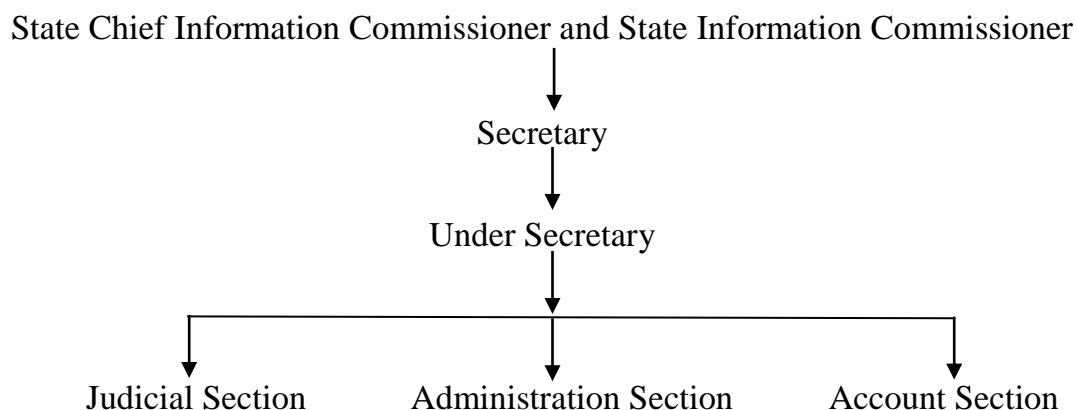 State Chief Information Commissioner and State Information Commissioner
Secretary
Under Secretary
Judicial Section Administration Section Account Section